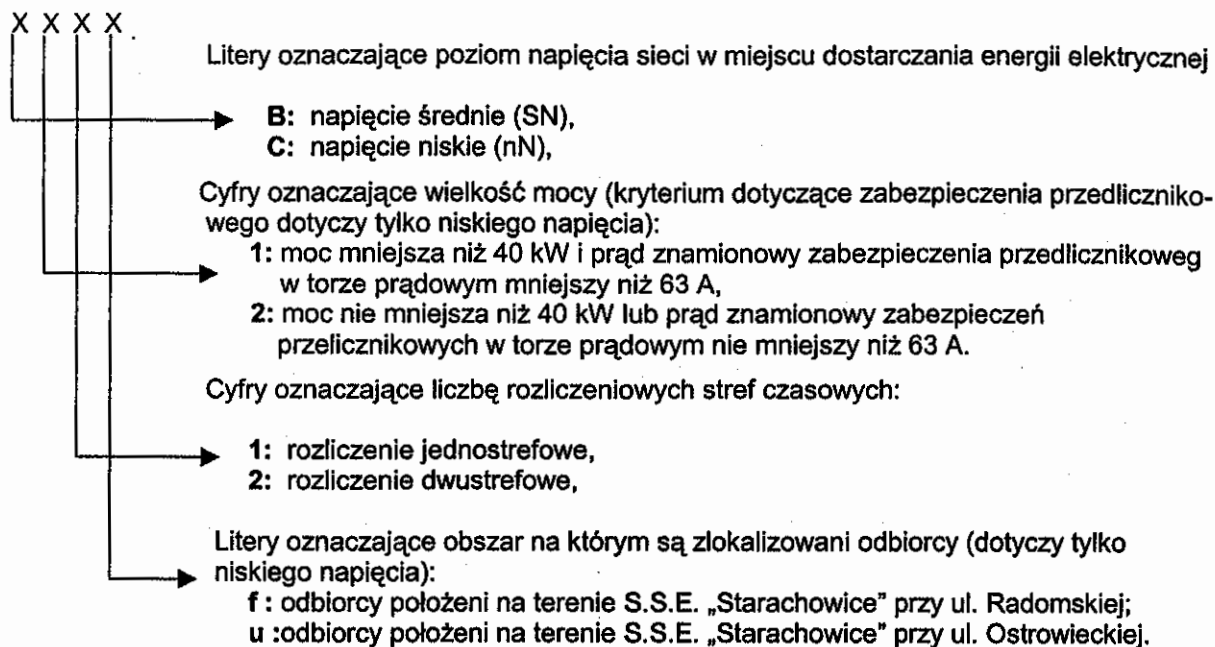 X X X X
Litery oznaczające poziom napięcia sieci w miejscu dostarczania energii elektrycznej
B: napięcie średnie (SN),
C: napięcie niskie (nN),
Cyfry oznaczające wielkość mocy (kryterium dotyczące zabezpieczenia przedliczniko-
wego dotyczy tylko niskiego napięcia):
1: moc mniejsza niż 40 kW i prąd znamionowy zabezpieczenia przedlicznikoweg
w torze prądowym mniejszy niż 63 A,
2: moc nie mniejsza niż 40 kW lub prąd znamionowy zabezpieczeń
przelicznikowych w torze prądowym nie mniejszy niż 63 A.
Cyfry oznaczające liczbę rozliczeniowych stref czasowych:
1: rozliczenie jednostrefowe,
2: rozliczenie dwustrefowe,
Litery oznaczające obszar na którym są zlokalizowani odbiorcy (dotyczy tylko
niskiego napięcia):
f : odbiorcy położeni na terenie S.S.E. „Starachowice" przy ul. Radomskiej;
u :odbiorcy położeni na terenie S.S.E. „Starachowice" przy ul. Ostrowieckiej.